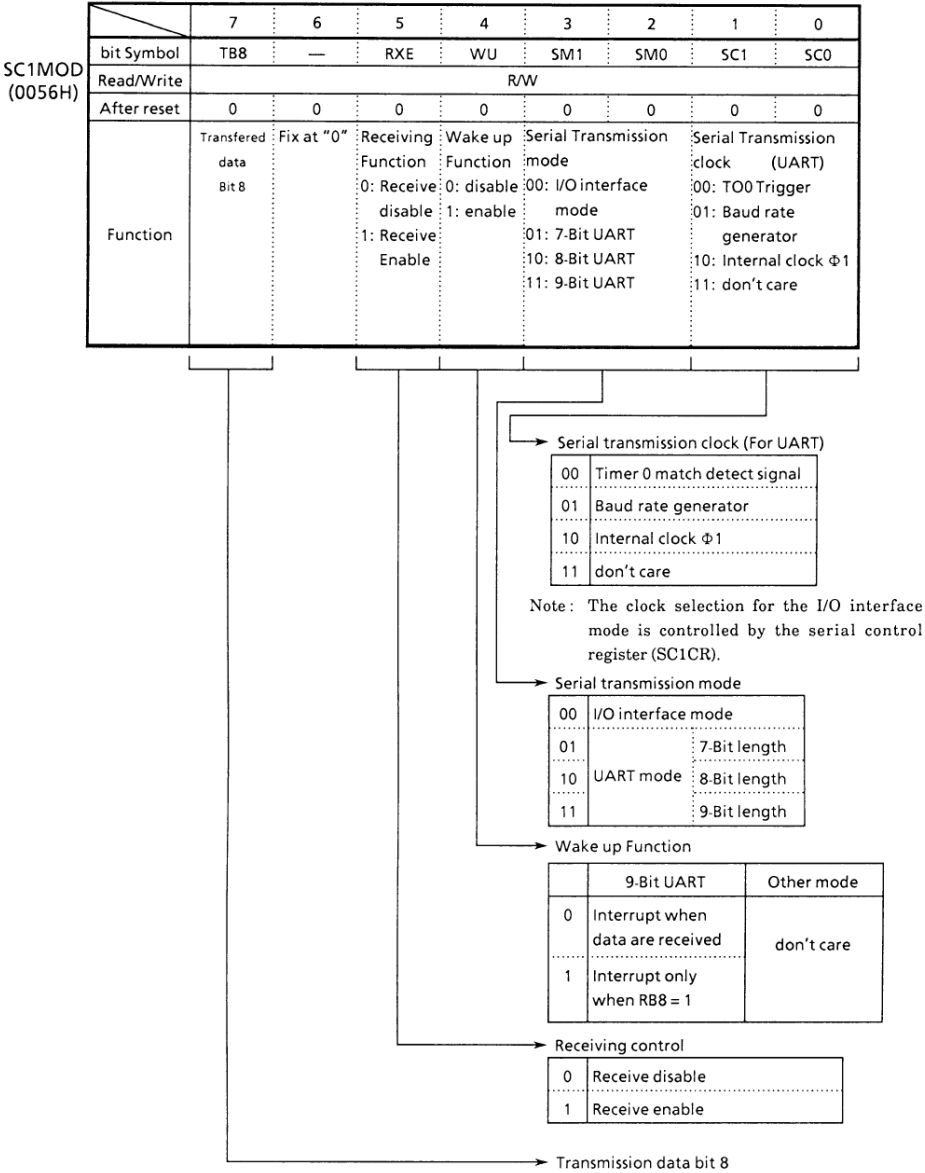 7 6 5 4 3 2 1 0
bit Symbol TB8 — RXE WU SM1 SM0 SC1 SC0
SC1MOD
(0056H)
Read/Write R/W
After reset 0 0 0 0 0 0 0 0
Function
Transfered
data
Bit 8
Fix at "0"
Receiving
Function
0: Receive
disable
1: Receive
Enable
Wake up
Function
0: disable
1: enable
Serial Transmission
mode
00: I/O interface
mode
01: 7-Bit UART
10: 8-Bit UART
11: 9-Bit UART
Serial Transmission
clock (UART)
00: TO0 Trigger
01: Baud rate
generator
10: Internal clock Φ1
11: don't care
Serial transmission clock (For UART)
00 Timer 0 match detect signal
01 Baud rate generator
10 Internal clock Φ1
11 don't care
Note : The clock selection for the I/O interface
mode is controlled by the serial control
register (SC1CR).
Serial transmission mode
00 I/O interface mode
01 7-Bit length
10 UART mode 8-Bit length
11 9-Bit length
Wake up Function
9-Bit UART Other mode
0 Interrupt when
data are received
don't care
1 Interrupt only
when RB8 = 1
Receiving control
0 Receive disable
1 Receive enable
Transmission data bit 8